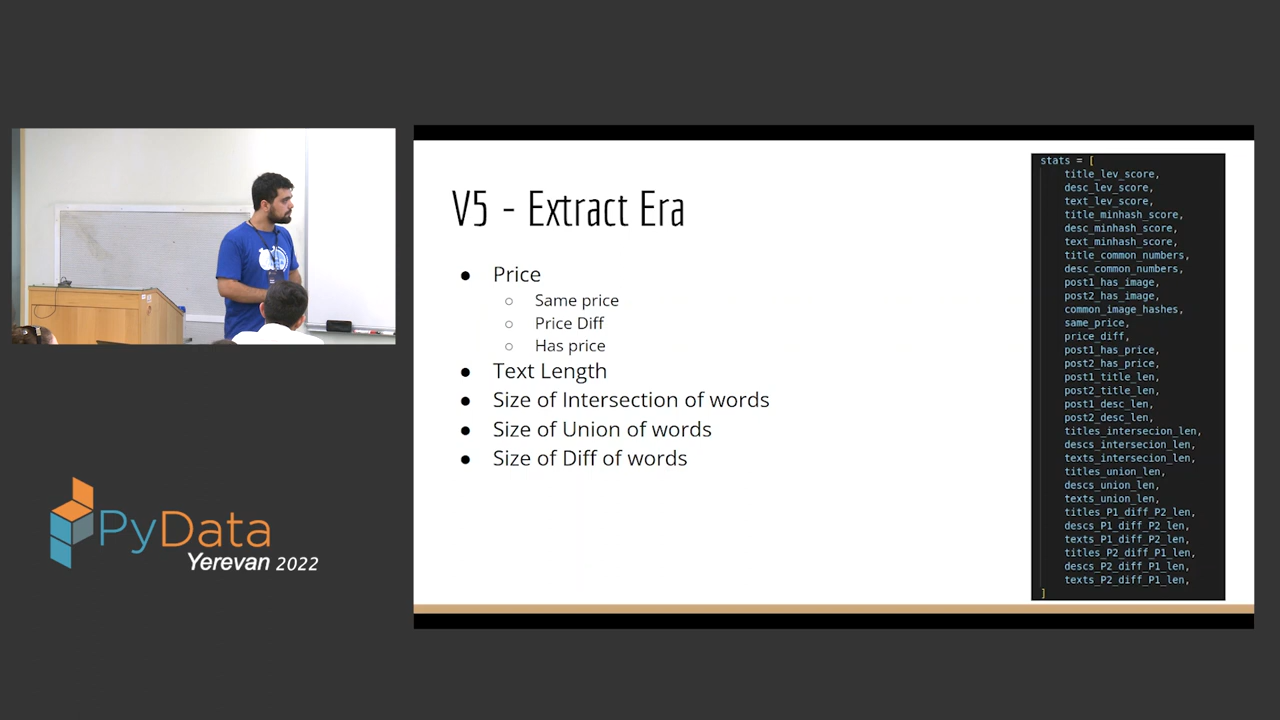 V5 - Extract Era
● Price
○ Same price
○ Price Diff
○ Has price
● Text Length
● Size of Intersection of words
● Size of Union of words
● Size of Diff of words
stats = [
title_lev_score,
desc_lev_score,
text_lev_score,
title_minhash_score,
desc_minhash_score,
text_minhash_score,
title_common_numbers,
desc_common_numbers,
post1_has_image,
post2_has_image,
common_image_hashes,
same_price,
price_diff,
post1_has_price,
post2_has_price,
post1_title_len,
post2_title_len,
post1_desc_len,
post2_desc_len,
titles_intersecion_len,
descs_intersecion_len,
texts_intersecion_len,
titles_union_len,
descs_union_len,
texts_union_len,
titles_P1_diff_P2_len,
descs_P1_diff_P2_len,
texts_P1_diff_P2_len,
titles_P2_diff_P1_len,
descs_P2_diff_P1_len,
texts_P2_diff_P1_len,
]
PyData
Yerevan 2022